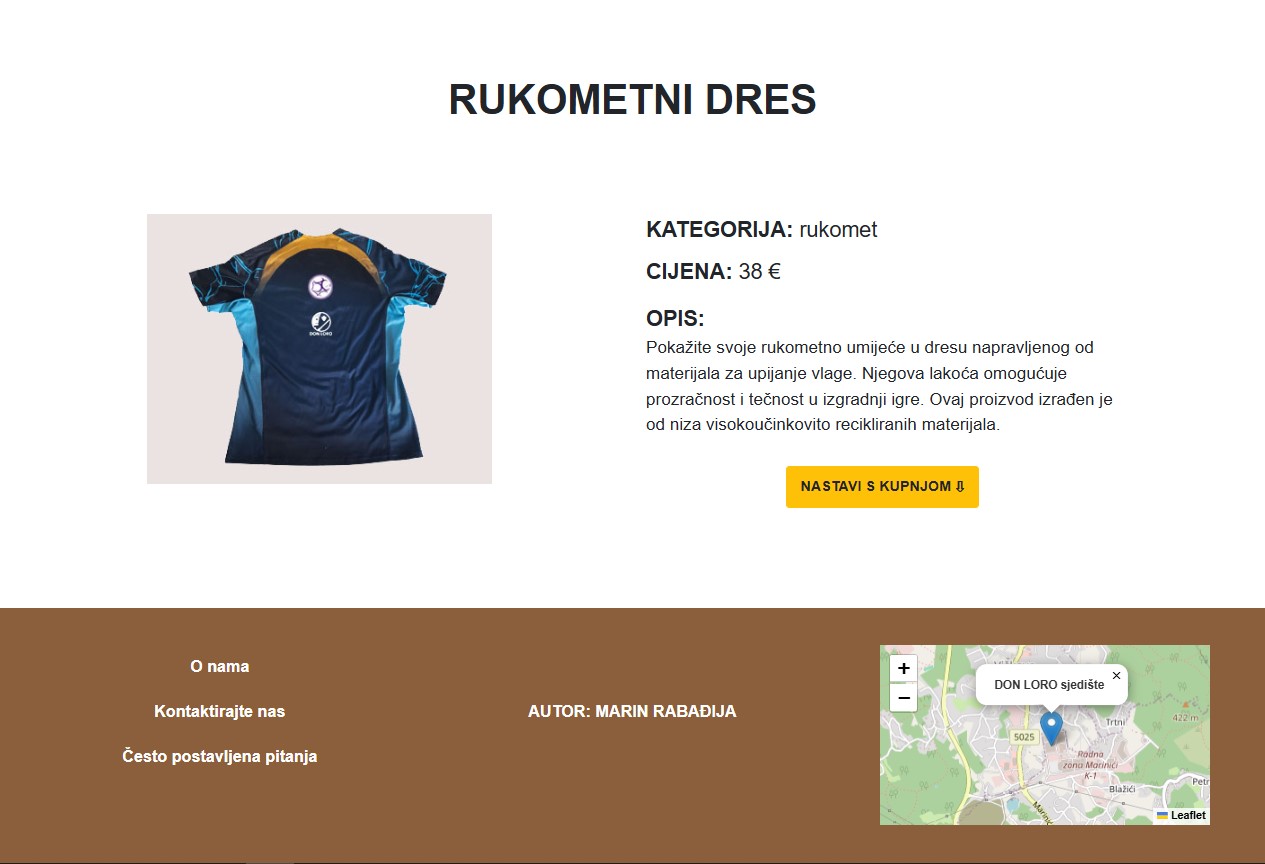 RUKOMETNI DRES
DON LORO
KATEGORIJA: rukomet
CIJENA: 38 €
OPIS:
Pokažite svoje rukometno umijeće u dresu napravljenog od
materijala za upijanje vlage. Njegova lakoća omogućuje
prozračnost i tečnost u izgradnji igre. Ovaj proizvod izrađen je
od niza visokoučinkovito recikliranih materijala.
NASTAVI S KUPNJOM ⇩
O nama
Kontaktirajte nas
Često postavljena pitanja
AUTOR: MARIN RABAĐIJA
+
−
DON LORO sjedište
×
Trtni
422 m
5025
Radna
zona Marinići
K-1
Blažići
Petr
Marinić
Leaflet